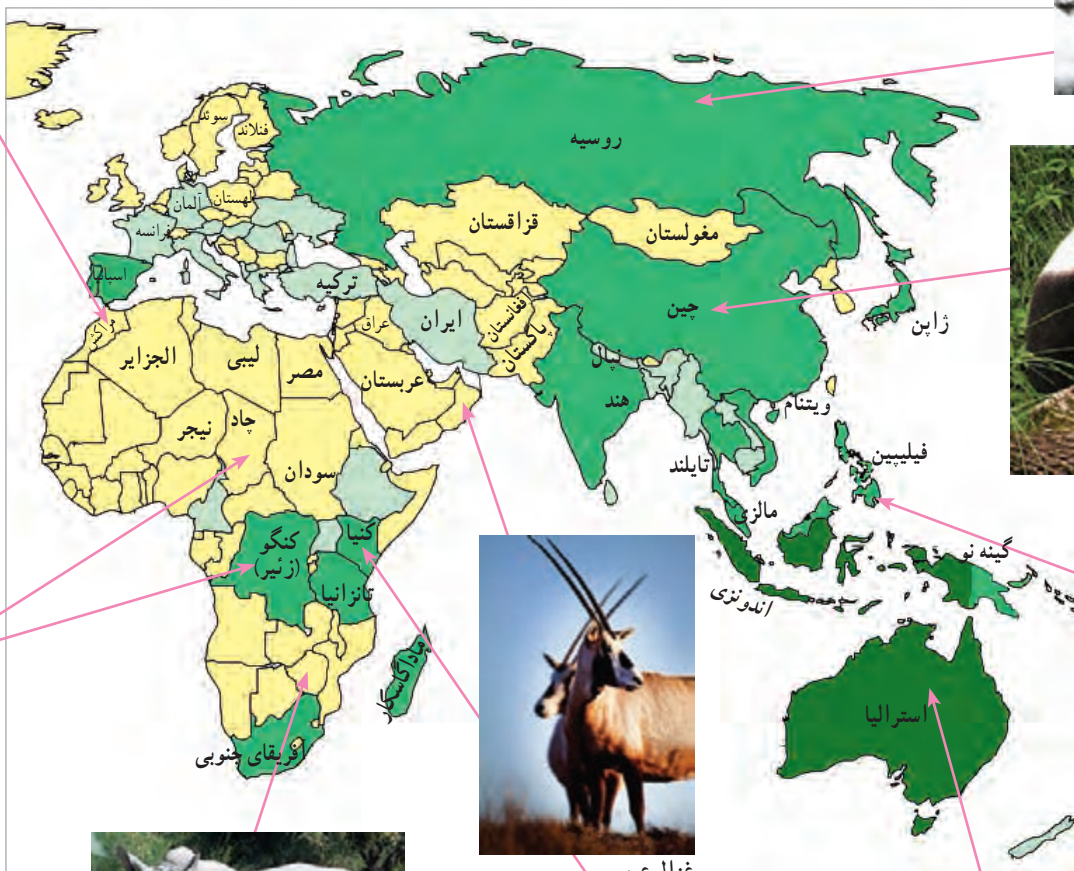 سوئد
فنلاند
روسیه
آلمان
لهستان
فرانسه
قزاقستان
مغولستان
اسپانیا
ترکیه
چین
ژاپن
مراکش
الجزایر
لیبی
مصر
عراق
ایران
افغانستان
پاکستان
عربستان
نپال
هند
ویتنام
نیجر
چاد
سودان
تایلند
فیلیپین
مالزی
کنگو
(زئیر)
کنیا
تانزانیا
گینه نو
اندونزی
ماداگاسکار
استرالیا
افریقای جنوبی